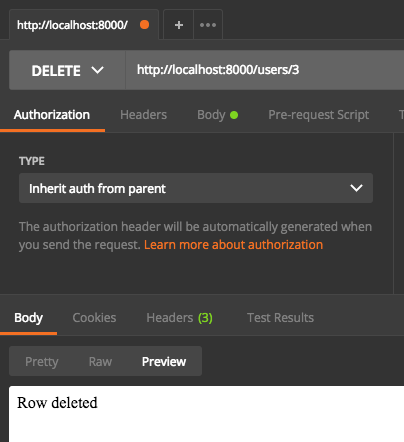 http://localhost:8000/
+
•••
DELETE http://localhost:8000/users/3
Authorization Headers Body Pre-request Script
TYPE
Inherit auth from parent
The authorization header will be automatically generated when
you send the request. Learn more about authorization
Body Cookies Headers (3) Test Results
Pretty Raw Preview
Row deleted